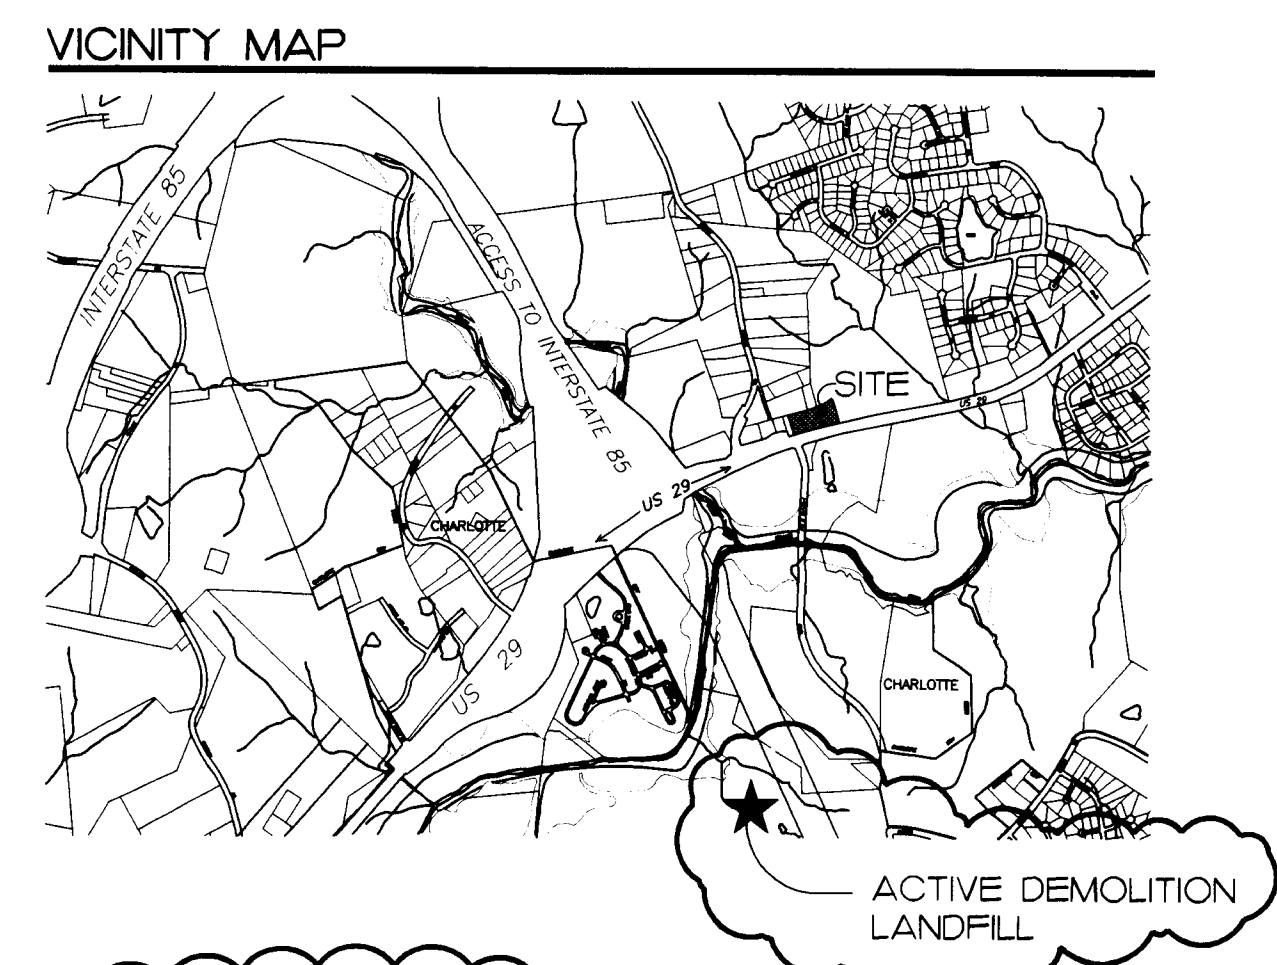 VICINITY MAP
INTERSTATE 85
ACCESS TO INTERSTATE 85
SITE
US 29
US 29
CHARLOTTE
US 29
CHARLOTTE
ACTIVE DEMOLITION
LANDFILL